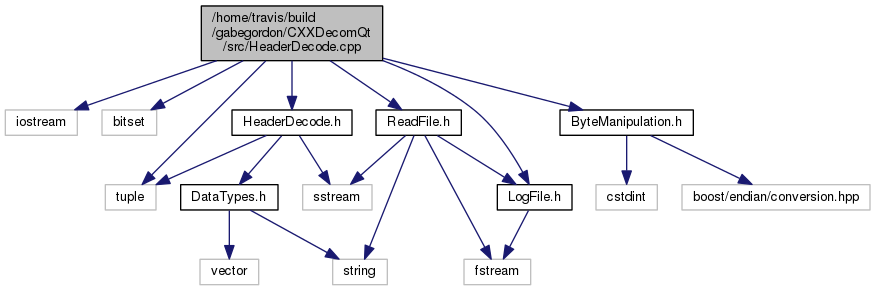 /home/travis/build
/gabegordon/CXXDecomQt
/src/HeaderDecode.cpp
iostream
bitset
HeaderDecode.h
ReadFile.h
ByteManipulation.h
tuple
DataTypes.h
sstream
LogFile.h
cstdint
boost/endian/conversion.hpp
vector
string
fstream